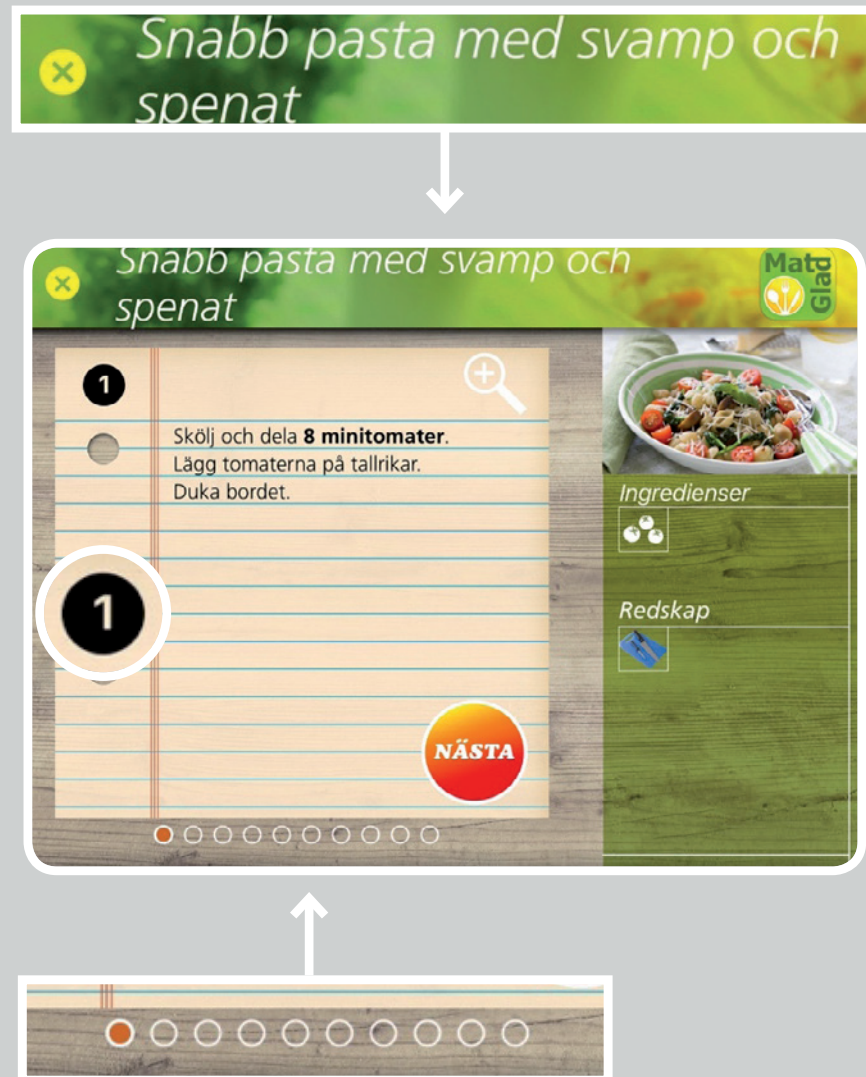 Snabb pasta med svamp och
spenat
Snabb pasta med svamp och
spenat
Matd
Glad
1
Skölj och dela 8 minitomater.
Lägg tomaterna på tallrikar.
Duka bordet.
1
NÄSTA
Ingredienser
Redskap